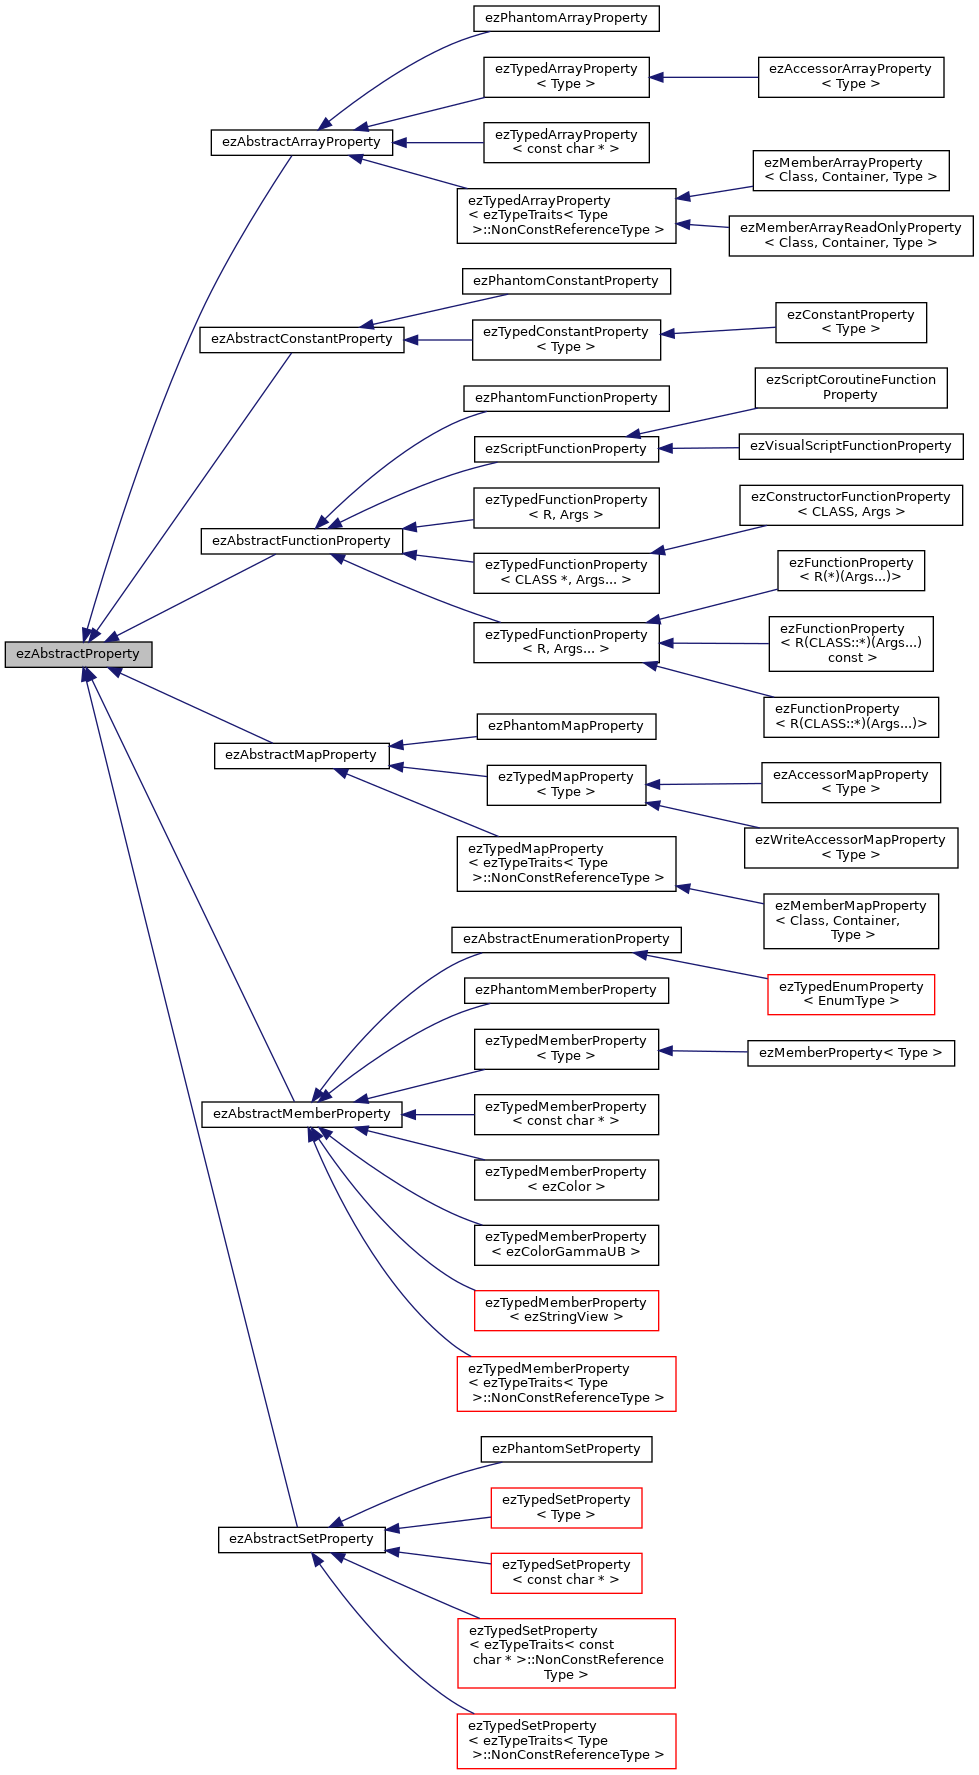 ezPhantomArrayProperty
ezTypedArrayProperty
< Type >
ezAccessorArrayProperty
< Type >
ezAbstractArrayProperty
ezTypedArrayProperty
< const char * >
ezMemberArrayProperty
< Class, Container, Type >
ezTypedArrayProperty
< ezTypeTraits< Type
>::NonConstReferenceType >
ezMemberArrayReadOnlyProperty
< Class, Container, Type >
ezPhantomConstantProperty
ezAbstractConstantProperty
ezTypedConstantProperty
< Type >
ezConstantProperty
< Type >
ezPhantomFunctionProperty
ezScriptCoroutineFunction
Property
ezScriptFunctionProperty
ezVisualScriptFunctionProperty
ezTypedFunctionProperty
< R, Args >
ezConstructorFunctionProperty
< CLASS, Args >
ezAbstractFunctionProperty
ezTypedFunctionProperty
< CLASS *, Args... >
ezFunctionProperty
< R(*)(Args...)>
ezTypedFunctionProperty
< R, Args... >
ezFunctionProperty
< R(CLASS::*)(Args...)
const >
ezAbstractProperty
ezFunctionProperty
< R(CLASS::*)(Args...)>
ezPhantomMapProperty
ezAbstractMapProperty
ezTypedMapProperty
< Type >
ezAccessorMapProperty
< Type >
ezWriteAccessorMapProperty
< Type >
ezTypedMapProperty
< ezTypeTraits< Type
>::NonConstReferenceType >
ezMemberMapProperty
< Class, Container,
Type >
ezAbstractEnumerationProperty
ezTypedEnumProperty
< EnumType >
ezPhantomMemberProperty
ezTypedMemberProperty
< Type >
ezMemberProperty< Type >
ezAbstractMemberProperty
ezTypedMemberProperty
< const char * >
ezTypedMemberProperty
< ezColor >
ezTypedMemberProperty
< ezColorGammaUB >
ezTypedMemberProperty
< ezStringView >
ezTypedMemberProperty
< ezTypeTraits< Type
>::NonConstReferenceType >
ezPhantomSetProperty
ezTypedSetProperty
< Type >
ezAbstractSetProperty
ezTypedSetProperty
< const char * >
ezTypedSetProperty
< ezTypeTraits< const
char * >::NonConstReference
Type >
ezTypedSetProperty
< ezTypeTraits< Type
>::NonConstReferenceType >